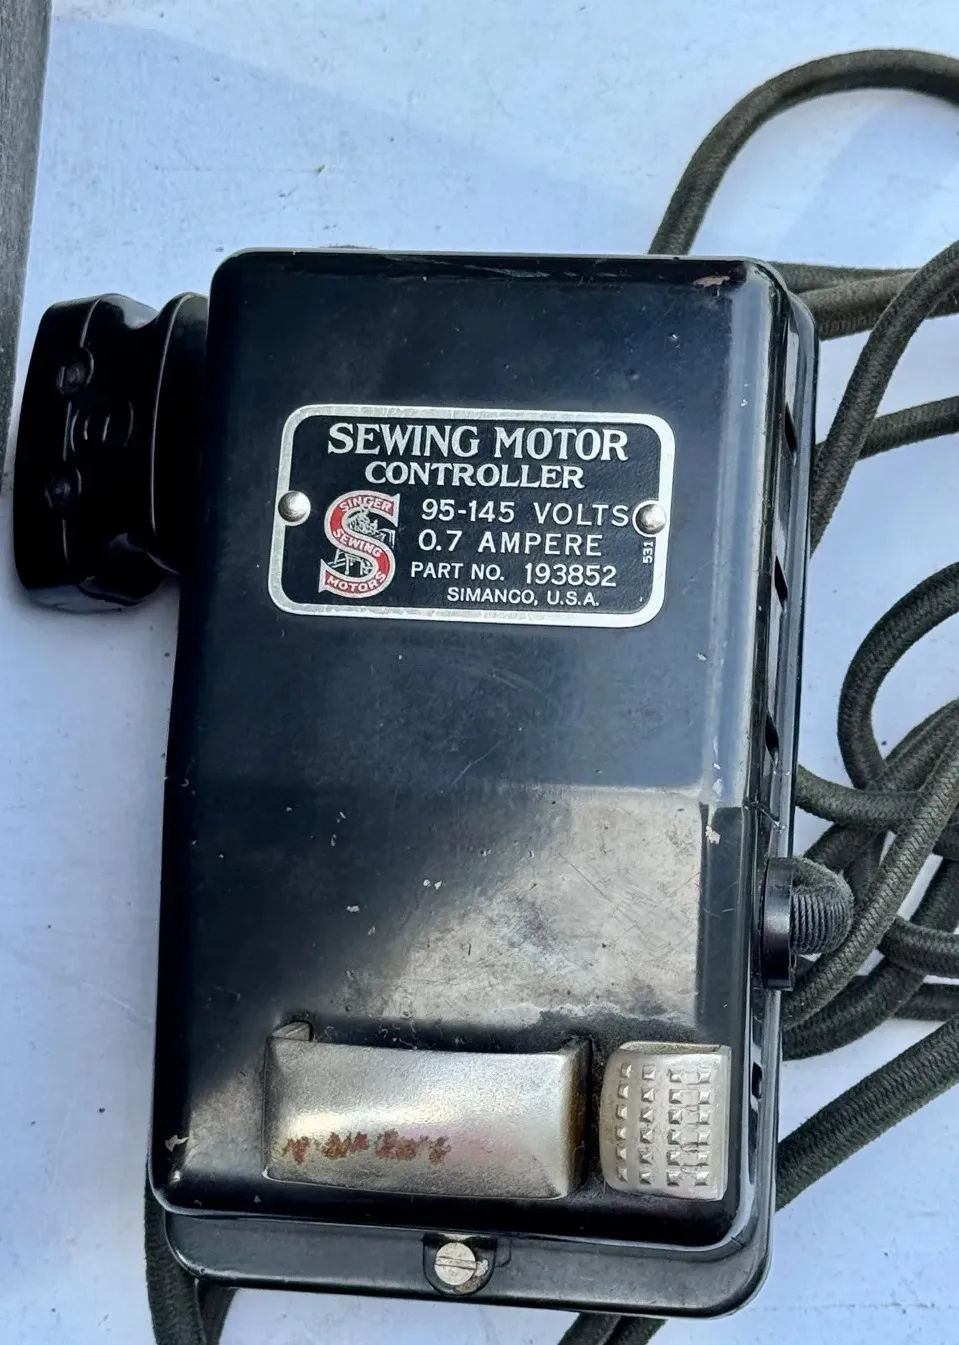 SEWING MOTOR
CONTROLLER
SINGER
SEWING
MOTORS
95-145 VOLTS
0.7 AMPERE
PART NO. 193852
SIMANCO, U.S.A.
531